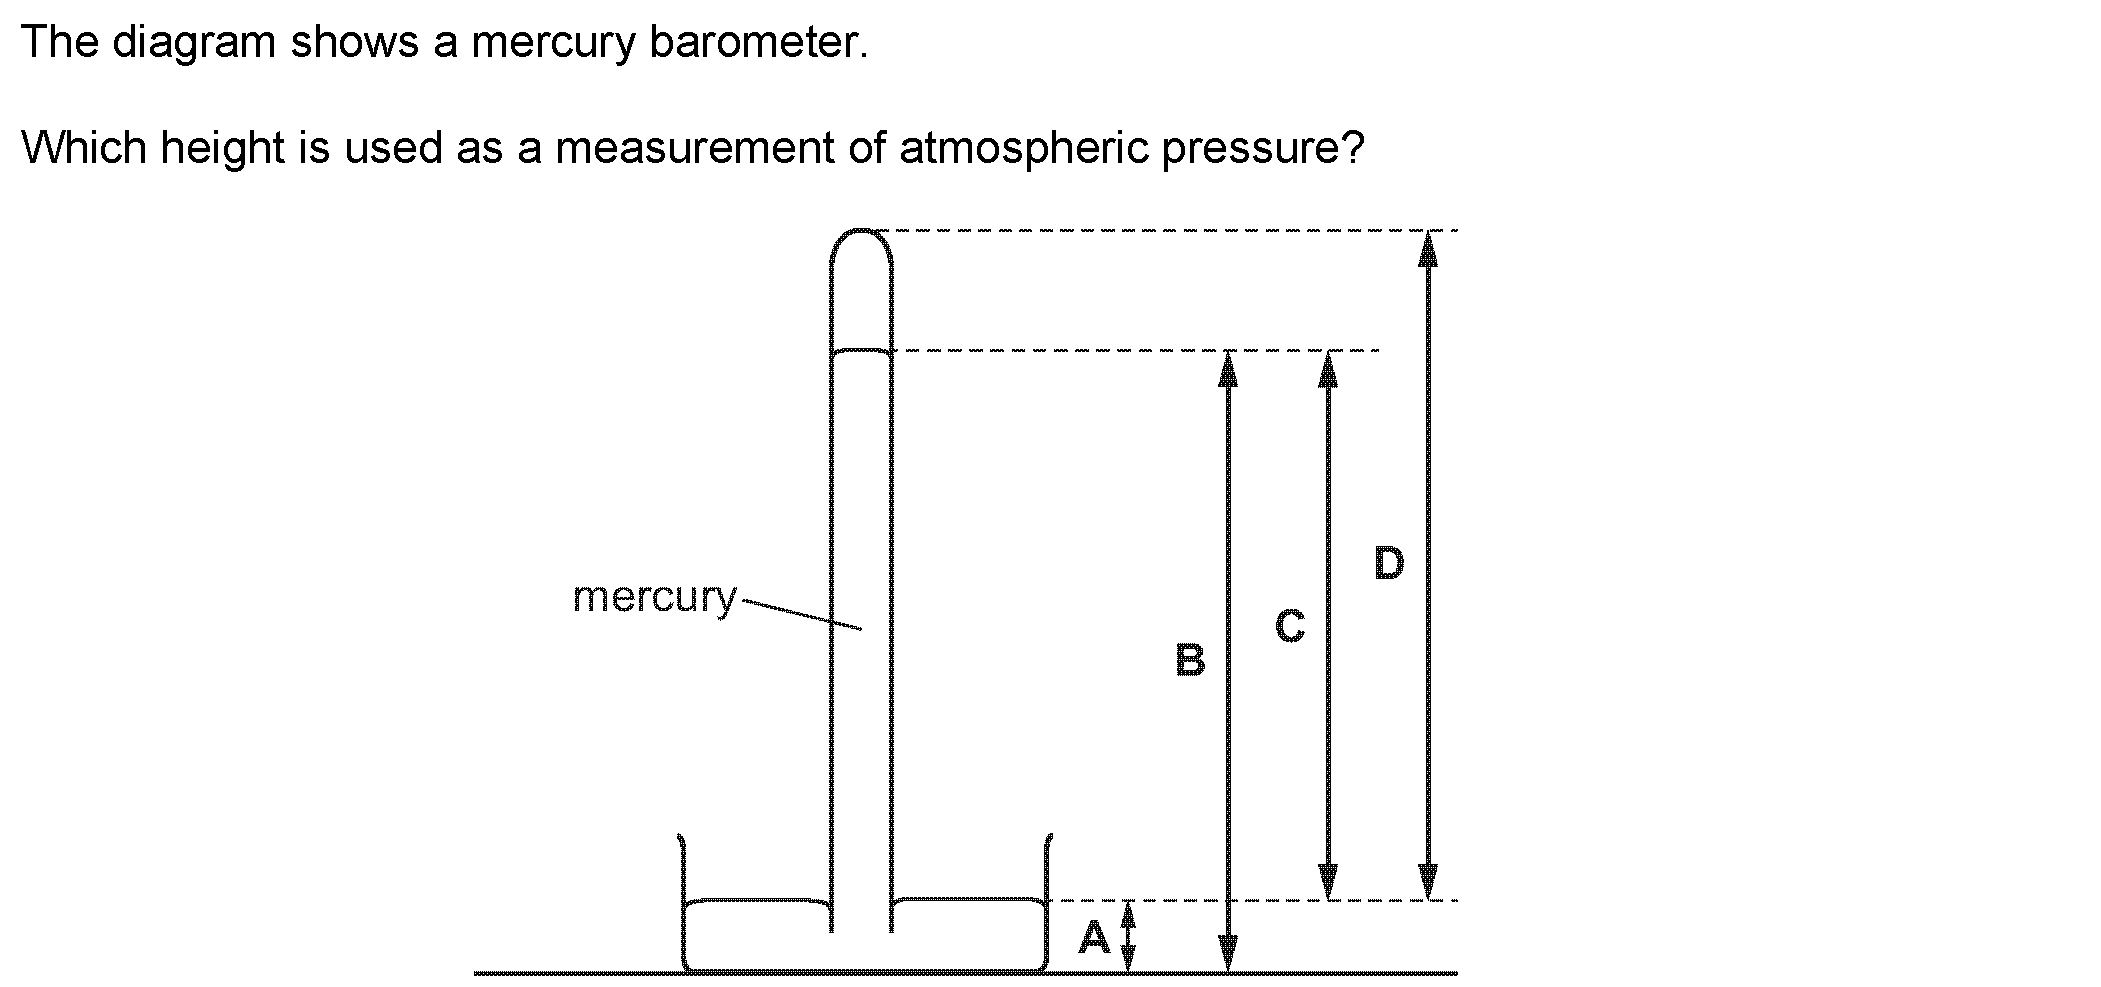 The diagram shows a mercury barometer.
Which height is used as a measurement of atmospheric pressure?
D
mercury
C
B
A